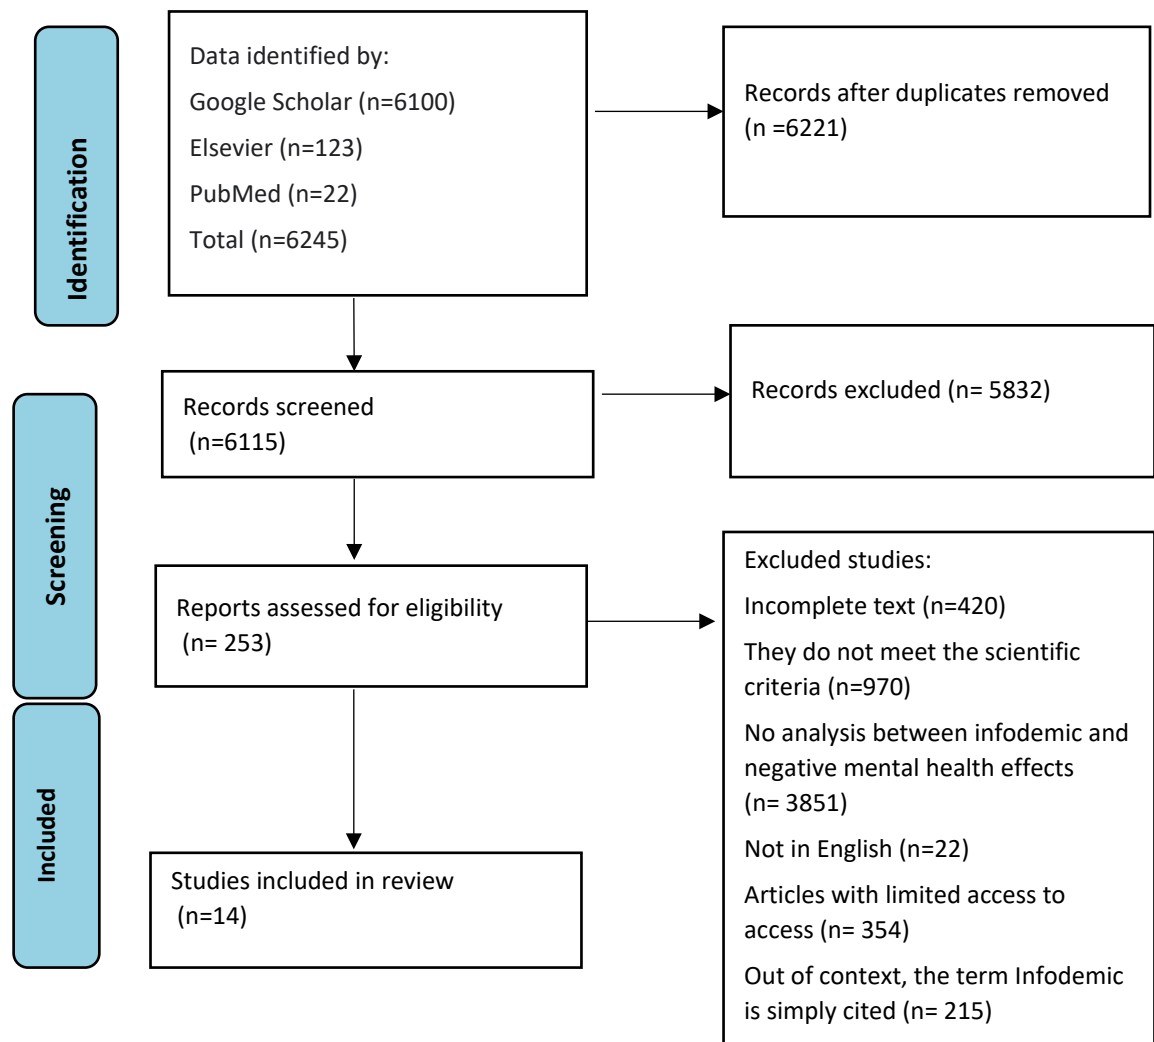 Identification
Data identified by:
Google Scholar (n=6100)
Elsevier (n=123)
PubMed (n=22)
Total (n=6245)
Records after duplicates removed
(n =6221)
Screening
Records screened
(n=6115)
Records excluded (n= 5832)
Reports assessed for eligibility
(n= 253)
Excluded studies:
Incomplete text (n=420)
They do not meet the scientific
criteria (n=970)
No analysis between infodemic and
negative mental health effects
(n= 3851)
Not in English (n=22)
Articles with limited access to
access (n= 354)
Out of context, the term Infodemic
is simply cited (n= 215)
Included
Studies included in review
(n=14)